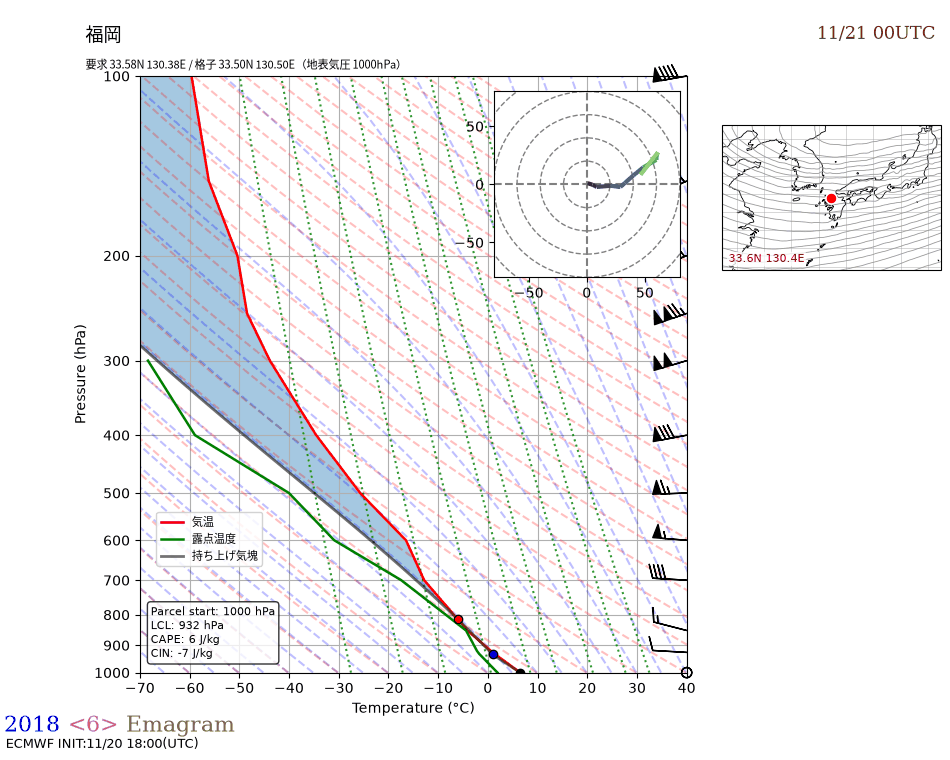 福岡
11/21 00UTC
要求 33.58N 130.38E / 格子 33.50N 130.50E（地表気圧 1000hPa）
100
200
300
400
500
600
700
800
900
1000
Pressure (hPa)
50
0
−50
−50 0 50
33.6N 130.4E
気温
露点温度
持ち上げ気塊
Parcel start: 1000 hPa
LCL: 932 hPa
CAPE: 6 J/kg
CIN: -7 J/kg
−70 −60 −50 −40 −30 −20 −10 0 10 20 30 40
Temperature (°C)
2018 <6> Emagram
ECMWF INIT:11/20 18:00(UTC)